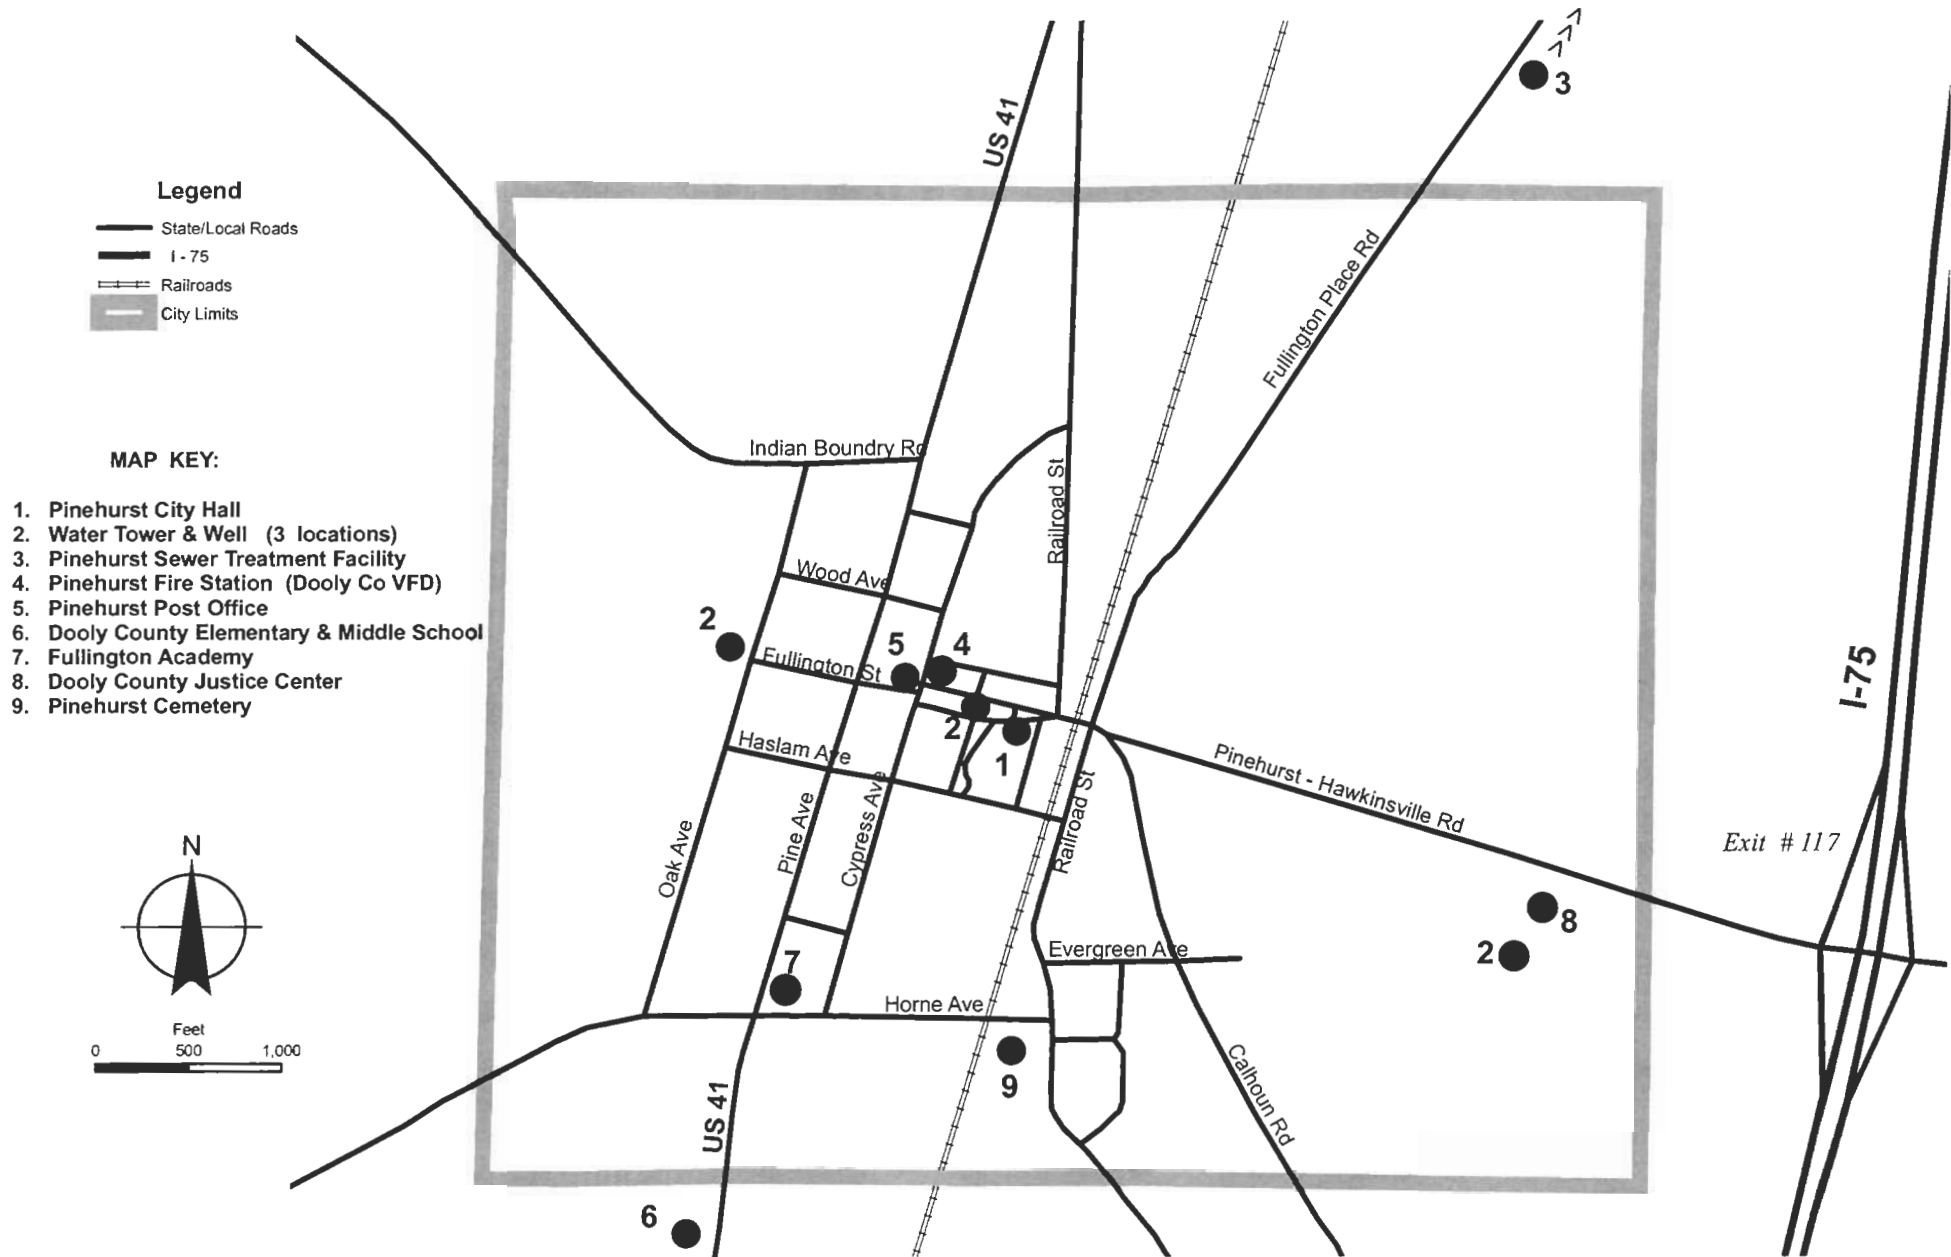 US 41
3
Legend
State/Local Roads
I - 75
Railroads
City Limits
Fullington Place Rd
Indian Boundry Rd
MAP KEY:
1. Pinehurst City Hall
2. Water Tower & Well (3 locations)
3. Pinehurst Sewer Treatment Facility
4. Pinehurst Fire Station (Dooly Co VFD)
5. Pinehurst Post Office
6. Dooly County Elementary & Middle School
7. Fullington Academy
8. Dooly County Justice Center
9. Pinehurst Cemetery
Railroad St
Wood Ave
2
5
4
Fullington St
I-75
2
1
Haslam Ave
Pinehurst - Hawkinsville Rd
Oak Ave
Pine Ave
Cypress Ave
Railroad St
Exit # 117
N
8
2
Evergreen Ave
7
Horne Ave
Feet
0 500 1,000
9
Calhoun Rd
US 41
6